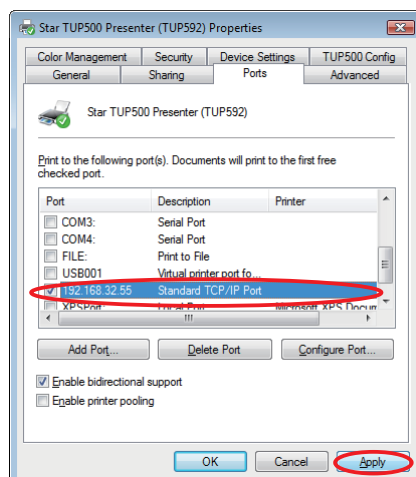 Star TUP500 Presenter (TUP592) Properties
Color Management Security Device Settings TUP500 Config
General Sharing Ports Advanced
Star TUP500 Presenter (TUP592)
Print to the following port(s). Documents will print to the first free
checked port.
Port Description Printer
COM3: Serial Port
COM4: Serial Port
FILE: Print to File
USB001 Virtual printer port fo...
192.168.32.55 Standard TCP/IP Port
XPSPort Local Port Microsoft XPS Docum
Add Port... Delete Port Configure Port...
Enable bidirectional support
Enable printer pooling
OK Cancel Apply